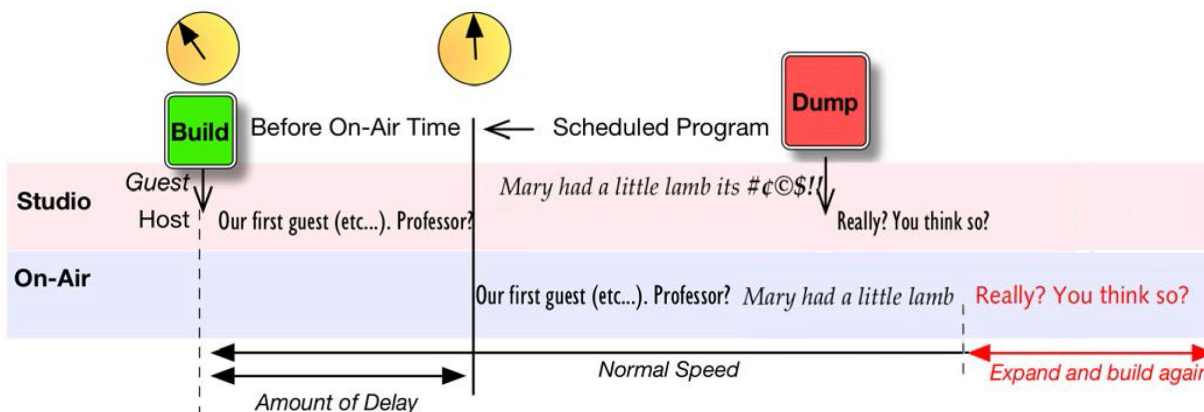 Build
Before On-Air Time
Scheduled Program
Dump
Studio
Guest
Mary had a little lamb its #¢©$!!
Host
Our first guest (etc...). Professor?
Really? You think so?
On-Air
Our first guest (etc...). Professor? Mary had a little lamb
Really? You think so?
Normal Speed
Expand and build again
Amount of Delay